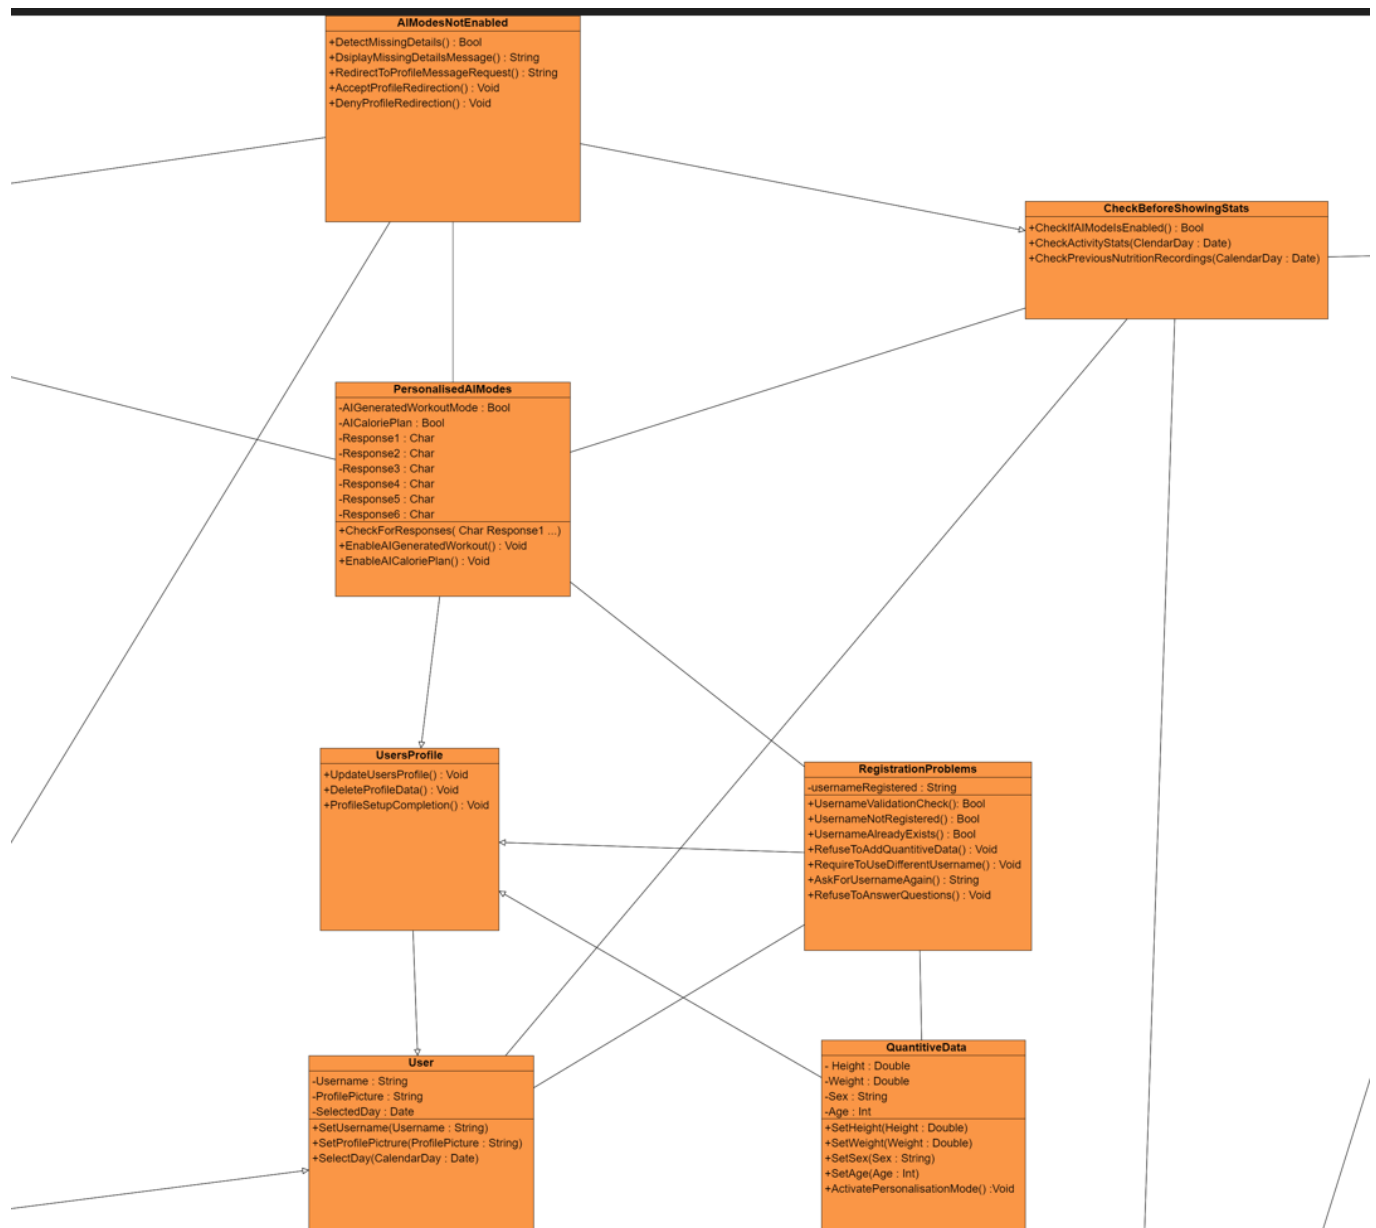 AIModesNotEnabled
+DetectMissingDetails() : Bool
+DsiplayMissingDetailsMessage() : String
+RedirectToProfileMessageRequest() : String
+AcceptProfileRedirection() : Void
+DenyProfileRedirection() : Void
CheckBeforeShowingStats
+CheckIfAIModeIsEnabled() : Bool
+CheckActivityStats(ClendarDay : Date)
+CheckPreviousNutritionRecordings(CalendarDay : Date)
PersonalisedAIModes
-AIGeneratedWorkoutMode : Bool
-AICaloriePlan : Bool
-Response1 : Char
-Response2 : Char
-Response3 : Char
-Response4 : Char
-Response5 : Char
-Response6 : Char
+CheckForResponses( Char Response1 ...)
+EnableAIGeneratedWorkout() : Void
+EnableAICaloriePlan() : Void
UsersProfile
+UpdateUsersProfile() : Void
+DeleteProfileData() : Void
+ProfileSetupCompletion() : Void
RegistrationProblems
-usernameRegistered : String
+UsernameValidationCheck(): Bool
+UsernameNotRegistered() : Bool
+UsernameAlreadyExists() : Bool
+RefuseToAddQuantitiveData() : Void
+RequireToUseDifferentUsername() : Void
+AskForUsernameAgain() : String
+RefuseToAnswerQuestions() : Void
User
-Username : String
-ProfilePicture : String
-SelectedDay : Date
+SetUsername(Username : String)
+SetProfilePictrure(ProfilePicture : String)
+SelectDay(CalendarDay : Date)
QuantitiveData
- Height : Double
-Weight : Double
-Sex : String
-Age : Int
+SetHeight(Height : Double)
+SetWeight(Weight : Double)
+SetSex(Sex : String)
+SetAge(Age : Int)
+ActivatePersonalisationMode() :Void